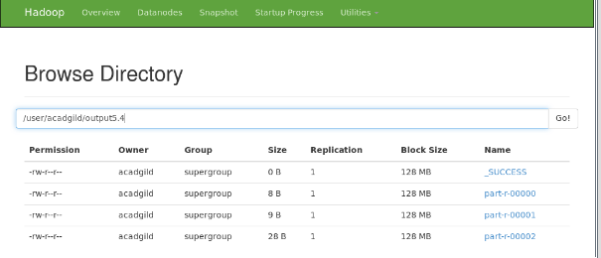 Hadoop Overview Datanodes Snapshot Startup Progress Utilities
Browse Directory
/user/acadgild/output5.4 Go!
Permission Owner Group Size Replication Block Size Name
-rw-r--r-- acadgild supergroup 0 B 1 128 MB _SUCCESS
-rw-r--r-- acadgild supergroup 8 B 1 128 MB part-r-00000
-rw-r--r-- acadgild supergroup 9 B 1 128 MB part-r-00001
-rw-r--r-- acadgild supergroup 28 B 1 128 MB part-r-00002